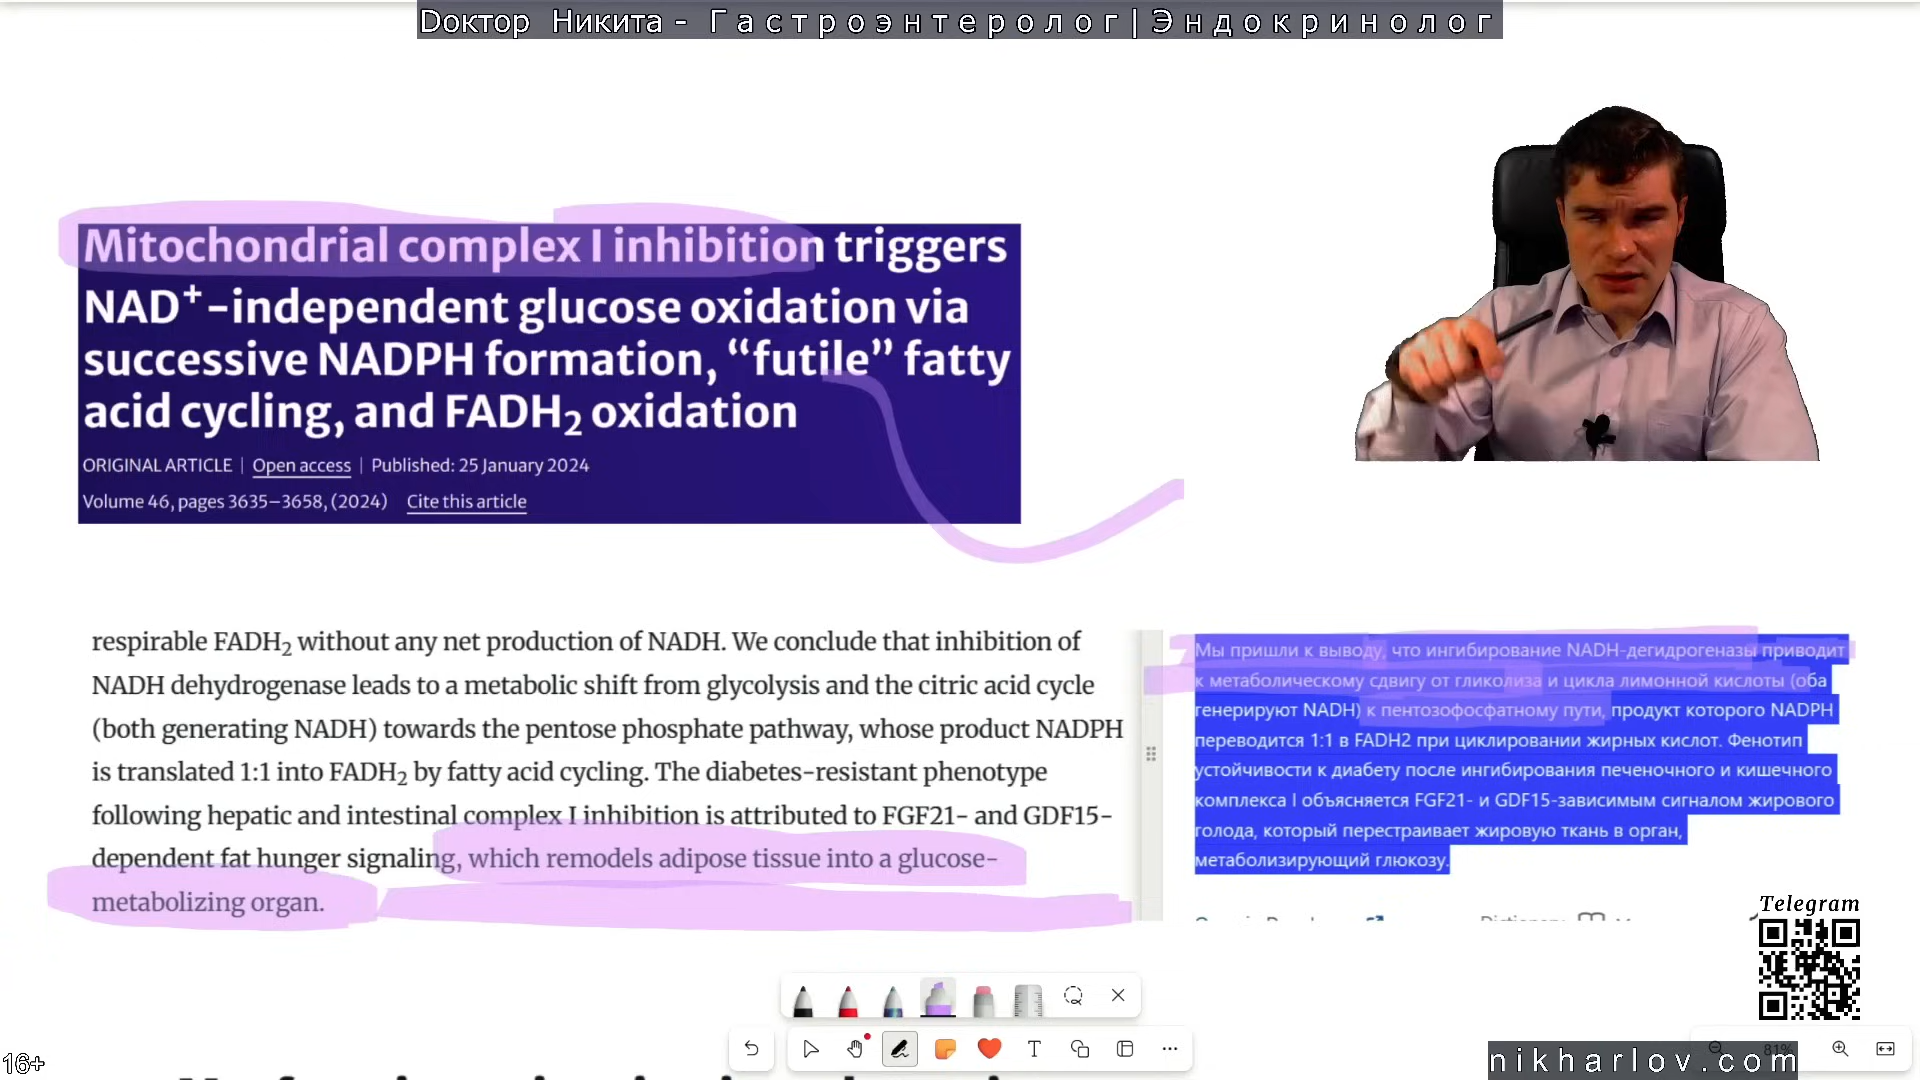 Dоктор Никита - Гастроэнтеролог|Эндокринолог
Mitochondrial complex I inhibition triggers
NAD⁺-independent glucose oxidation via
successive NADPH formation, “futile” fatty
acid cycling, and FADH₂ oxidation
ORIGINAL ARTICLE | Open access | Published: 25 January 2024
Volume 46, pages 3635–3658, (2024) Cite this article
respirable FADH₂ without any net production of NADH. We conclude that inhibition of
NADH dehydrogenase leads to a metabolic shift from glycolysis and the citric acid cycle
(both generating NADH) towards the pentose phosphate pathway, whose product NADPH
is translated 1:1 into FADH₂ by fatty acid cycling. The diabetes-resistant phenotype
following hepatic and intestinal complex I inhibition is attributed to FGF21- and GDF15-
dependent fat hunger signaling, which remodels adipose tissue into a glucose-
metabolizing organ.
Мы пришли к выводу, что ингибирование NADH-дегидрогеназы приводит
к метаболическому сдвигу от гликолиза и цикла лимонной кислоты (оба
генерируют NADH) к пентозофосфатному пути, продукт которого NADPH
переводится 1:1 в FADH2 при циклировании жирных кислот. Фенотип
устойчивости к диабету после ингибирования печеночного и кишечного
комплекса I объясняется FGF21- и GDF15-зависимым сигналом жирового
голода, который перестраивает жировую ткань в орган,
метаболизирующий глюкозу.
Telegram
T
81%
16+
nikharlov.com